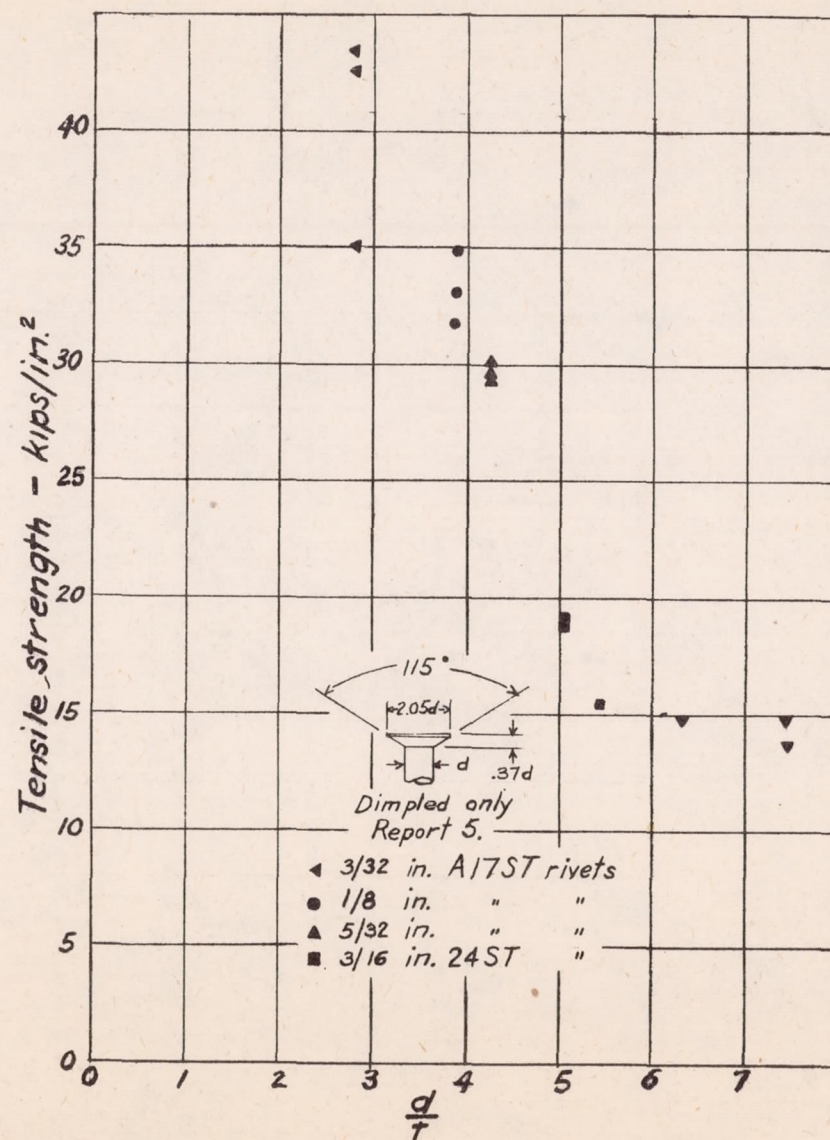 40
35
30
25
20
15
10
5
0
Tensile strength – kips/in.²
115°
2.05d
d
.37d
Dimpled only
Report 5.
3/32 in. A17ST rivets
1/8 in. " "
5/32 in. " "
3/16 in. 24ST "
0 1 2 3 4 5 6 7
d
t